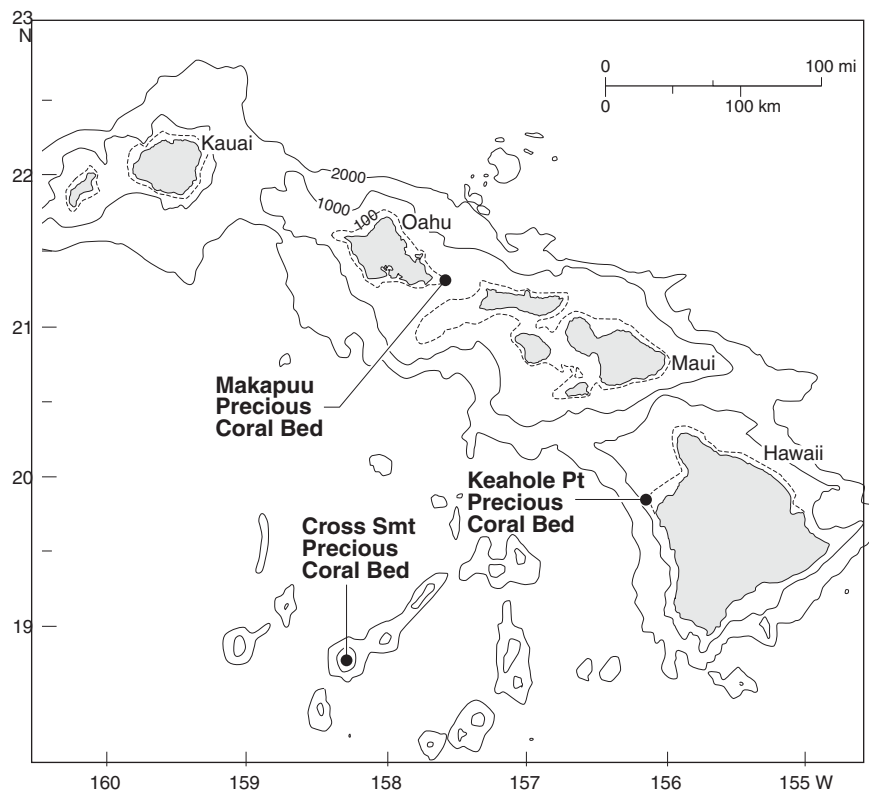 23
N
0 100 mi
0 100 km
Kauai
22
2000
1000
100
Oahu
21
Maui
Makapuu
Precious
Coral Bed
Hawaii
20
Keahole Pt
Precious
Coral Bed
Cross Smt
Precious
Coral Bed
19
160 159 158 157 156 155 W